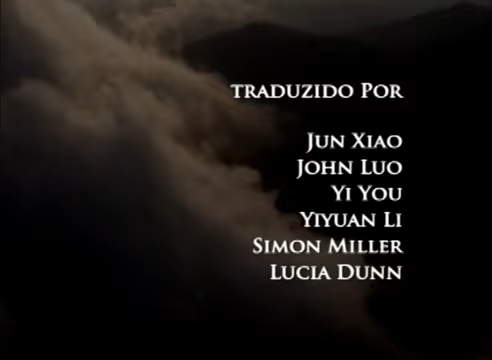 TRADUZIDO POR
JUN XIAO
JOHN LUO
YI YOU
YIYUAN LI
SIMON MILLER
LUCIA DUNN